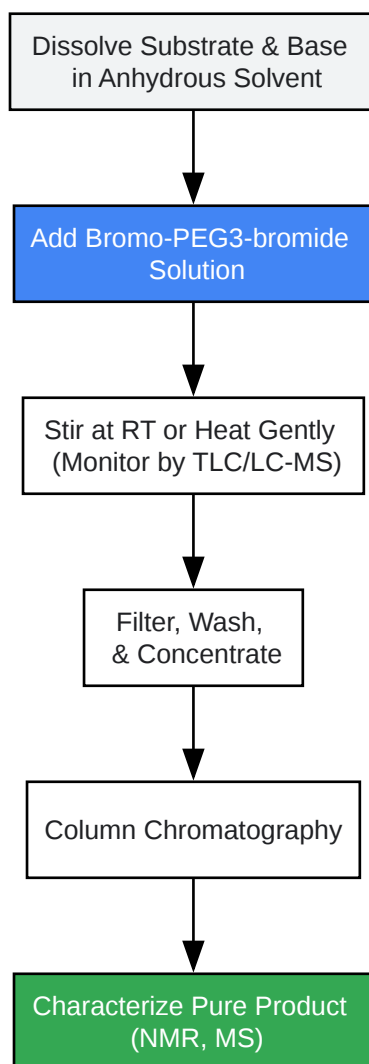 Dissolve Substrate & Base
in Anhydrous Solvent
Add Bromo-PEG3-bromide
Solution
Stir at RT or Heat Gently
(Monitor by TLC/LC-MS)
Filter, Wash,
& Concentrate
Column Chromatography
Characterize Pure Product
(NMR, MS)